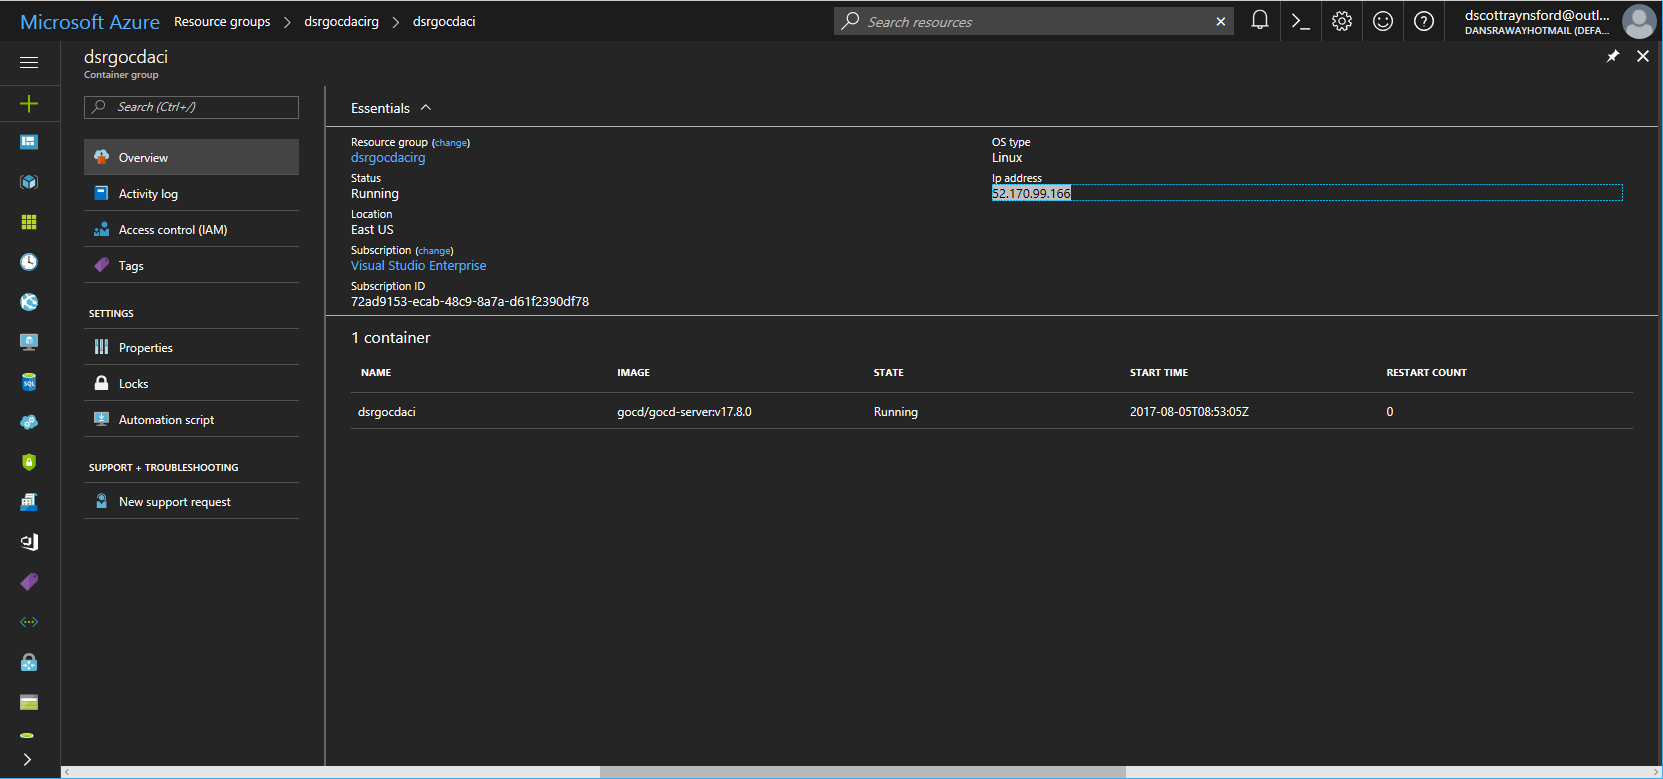 Microsoft Azure Resource groups > dsrgocdacirg > dsrgocdaci
Search resources
dscottraynsford@outl...
DANSRAWAYHOTMAIL (DEFA...
dsrgocdaci
Container group
Search (Ctrl+/)
Overview
Activity log
Access control (IAM)
Tags
SETTINGS
Properties
Locks
Automation script
SUPPORT + TROUBLESHOOTING
New support request
Essentials
Resource group (change)
dsrgocdacirg
Status
Running
Location
East US
Subscription (change)
Visual Studio Enterprise
Subscription ID
72ad9153-ecab-48c9-8a7a-d61f2390df78
OS type
Linux
Ip address
52.170.99.166
1 container
NAME IMAGE STATE START TIME RESTART COUNT
dsrgocdaci gocd/gocd-server:v17.8.0 Running 2017-08-05T08:53:05Z 0